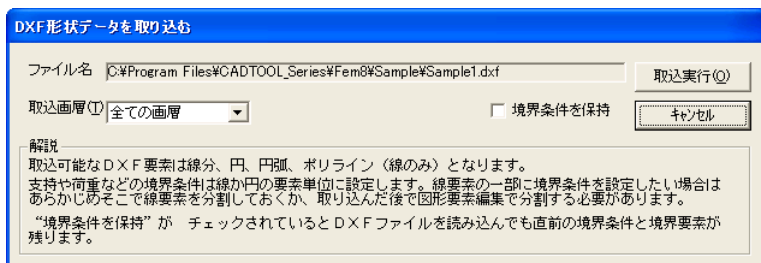 DXF形状データを取り込む
ファイル名 C:¥Program Files¥CADTOOL_Series¥Fem8¥Sample¥Sample1.dxf 取込実行(O)
取込画層(T) 全ての画層 境界条件を保持 キャンセル
解説
取込可能なＤＸＦ要素は線分、円、円弧、ポリライン（線のみ）となります。
支持や荷重などの境界条件は線か円の要素単位に設定します。線要素の一部に境界条件を設定したい場合は
あらかじめそこで線要素を分割しておくか、取り込んだ後で図形要素編集で分割する必要があります。
“境界条件を保持”が　チェックされているとＤＸＦファイルを読み込んでも直前の境界条件と境界要素が
残ります。